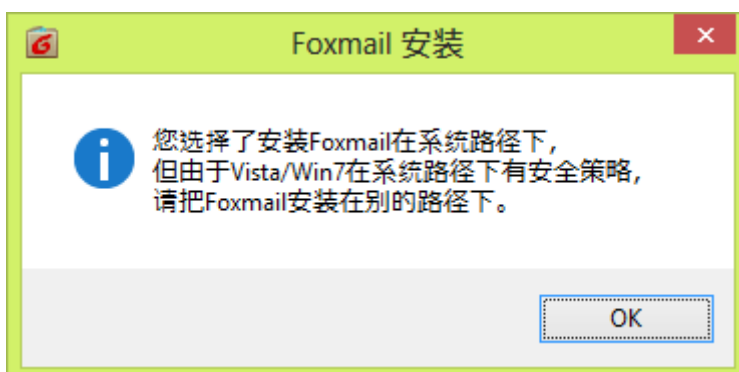 Foxmail 安装
您选择了安装Foxmail在系统路径下，
但由于Vista/Win7在系统路径下有安全策略，
请把Foxmail安装在别的路径下。
OK